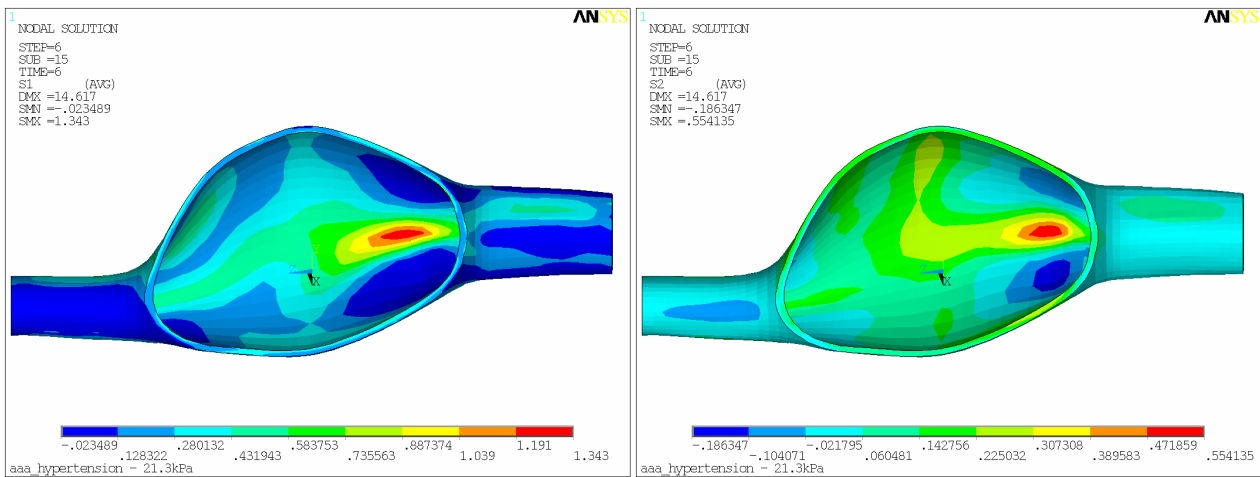 1
ANSYS
NODAL SOLUTION
STEP=6
SUB =15
TIME=6
S1 (AVG)
DMX =14.617
SMN =-.023489
SMX =1.343
Y
Z
X
-.023489 .280132 .583753 .887374 1.191
.128322 .431943 .735563 1.039 1.343
aaa_hypertension - 21.3kPa
1
ANSYS
NODAL SOLUTION
STEP=6
SUB =15
TIME=6
S2 (AVG)
DMX =14.617
SMN =-.186347
SMX =.554135
Y
Z
X
-.186347 -.021795 .142756 .307308 .471859
-.104071 .060481 .225032 .389583 .554135
aaa_hypertension - 21.3kPa